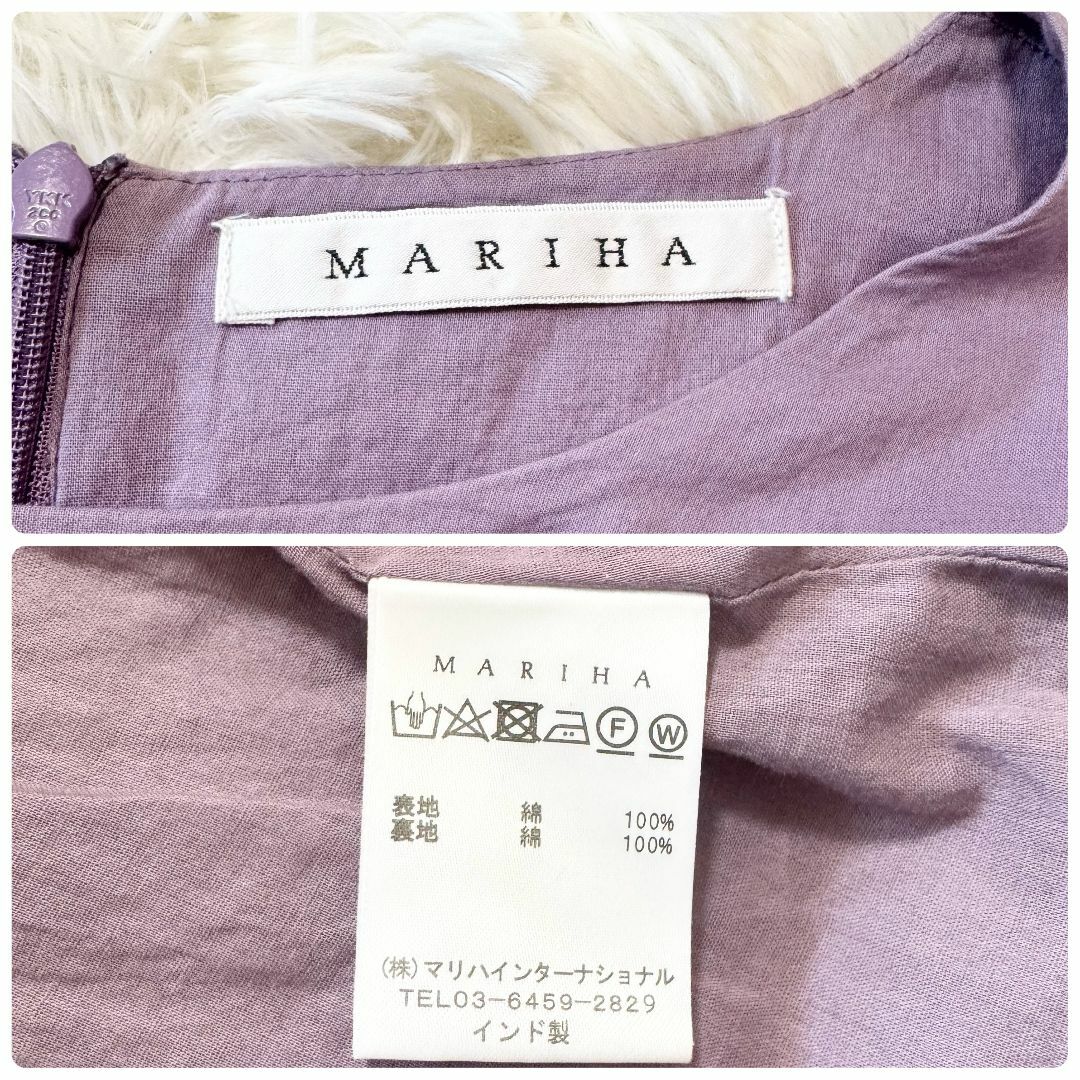 YKK
2CC
MARIHA
MARIHA
F W
表地 綿 100%
裏地 綿 100%
(株)マリハインターナショナル
TEL03-6459-2829
インド製